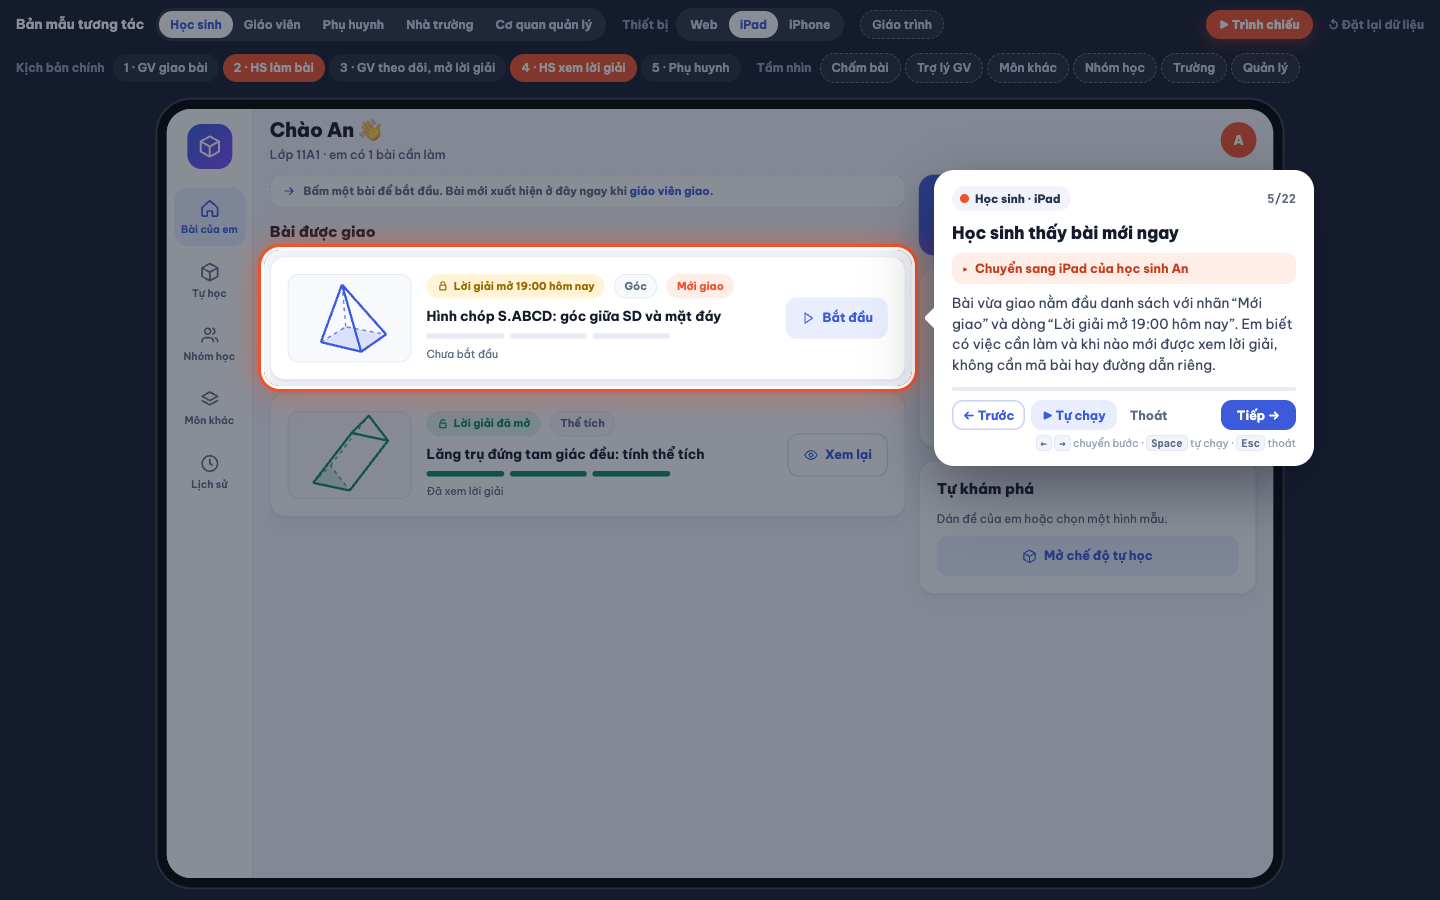 Bản mẫu tương tác
Học sinh
Giáo viên
Phụ huynh
Nhà trường
Cơ quan quản lý
Thiết bị
Web
iPad
iPhone
Giáo trình
▶ Trình chiếu
↺ Đặt lại dữ liệu
Kịch bản chính
1 · GV giao bài
2 · HS làm bài
3 · GV theo dõi, mở lời giải
4 · HS xem lời giải
5 · Phụ huynh
Tầm nhìn
Chấm bài
Trợ lý GV
Môn khác
Nhóm học
Trường
Quản lý
Bài của em
Tự học
Nhóm học
Môn khác
Lịch sử
Chào An 👋
Lớp 11A1 · em có 1 bài cần làm
A
→ Bấm một bài để bắt đầu. Bài mới xuất hiện ở đây ngay khi giáo viên giao.
Bài được giao
Lời giải mở 19:00 hôm nay
Góc
Mới giao
Hình chóp S.ABCD: góc giữa SD và mặt đáy
Chưa bắt đầu
Bắt đầu
Lời giải đã mở
Thể tích
Lăng trụ đứng tam giác đều: tính thể tích
Đã xem lời giải
Xem lại
Học sinh · iPad
5/22
Học sinh thấy bài mới ngay
▸ Chuyển sang iPad của học sinh An
Bài vừa giao nằm đầu danh sách với nhãn “Mới
giao” và dòng “Lời giải mở 19:00 hôm nay”. Em biết
có việc cần làm và khi nào mới được xem lời giải,
không cần mã bài hay đường dẫn riêng.
← Trước
▶ Tự chạy
Thoát
Tiếp →
← → chuyển bước · Space tự chạy · Esc thoát
Tự khám phá
Dán đề của em hoặc chọn một hình mẫu.
Mở chế độ tự học